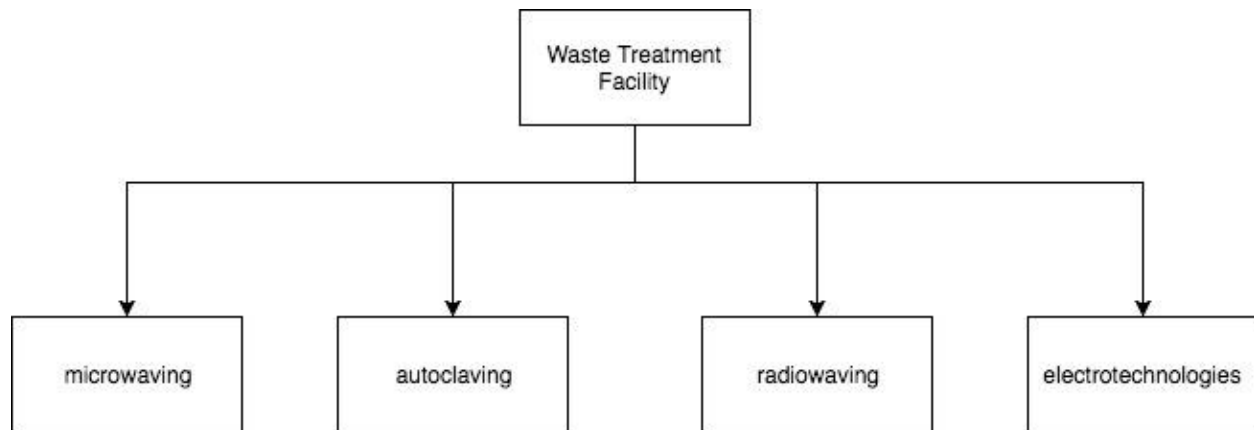 Waste Treatment
Facility
microwaving
autoclaving
radiowaving
electrotechnologies